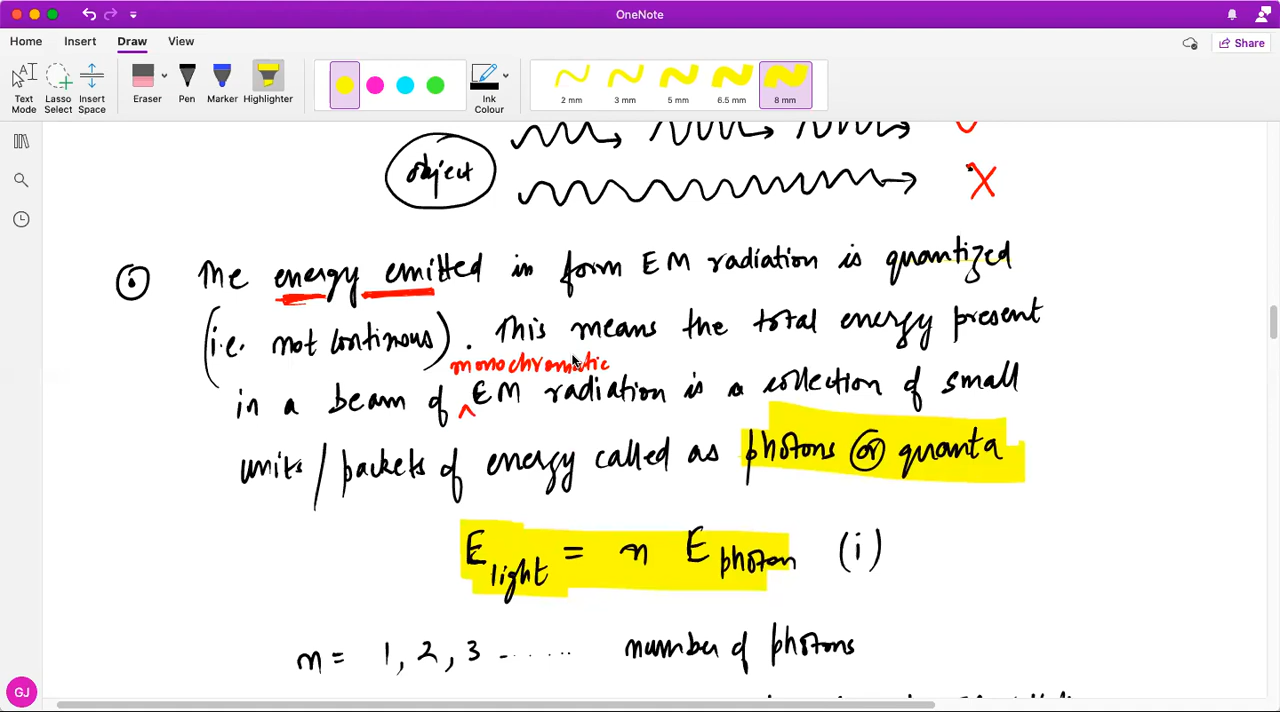 OneNote
Home Insert Draw View
Share
Text Mode
Lasso Select
Insert Space
Eraser
Pen
Marker
Highlighter
Ink Colour
2 mm 3 mm 5 mm 6.5 mm 8 mm
object
X
The energy emitted in form EM radiation is quantized
(i.e. not continous). This means the total energy present
monochromatic
in a beam of ^ EM radiation is a collection of small
units/packets of energy called as photons or quanta
E light = n E photon (i)
n = 1, 2, 3 ....... number of photons
GJ